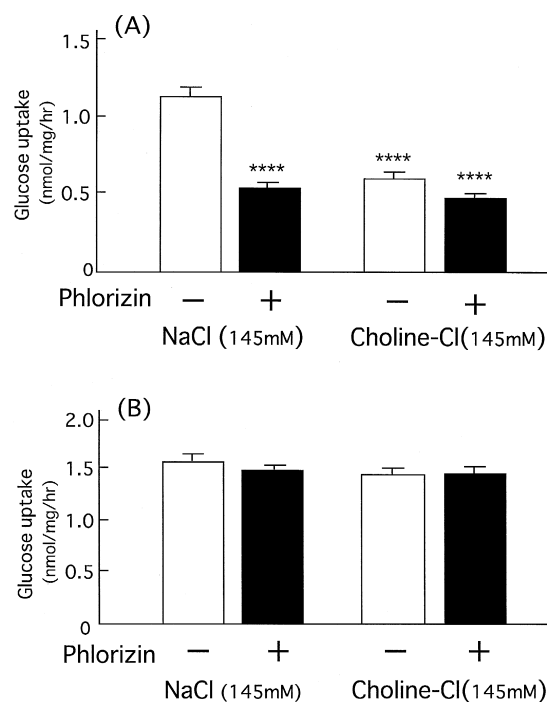 (A)
Glucose uptake
(nmol/mg/hr)
1.5
1.0
0.5
0
****
****
****
Phlorizin − + − +
NaCl (145mM) Choline-Cl(145mM)
(B)
Glucose uptake
(nmol/mg/hr)
2.0
1.5
1.0
0.5
0
Phlorizin − + − +
NaCl (145mM) Choline-Cl(145mM)